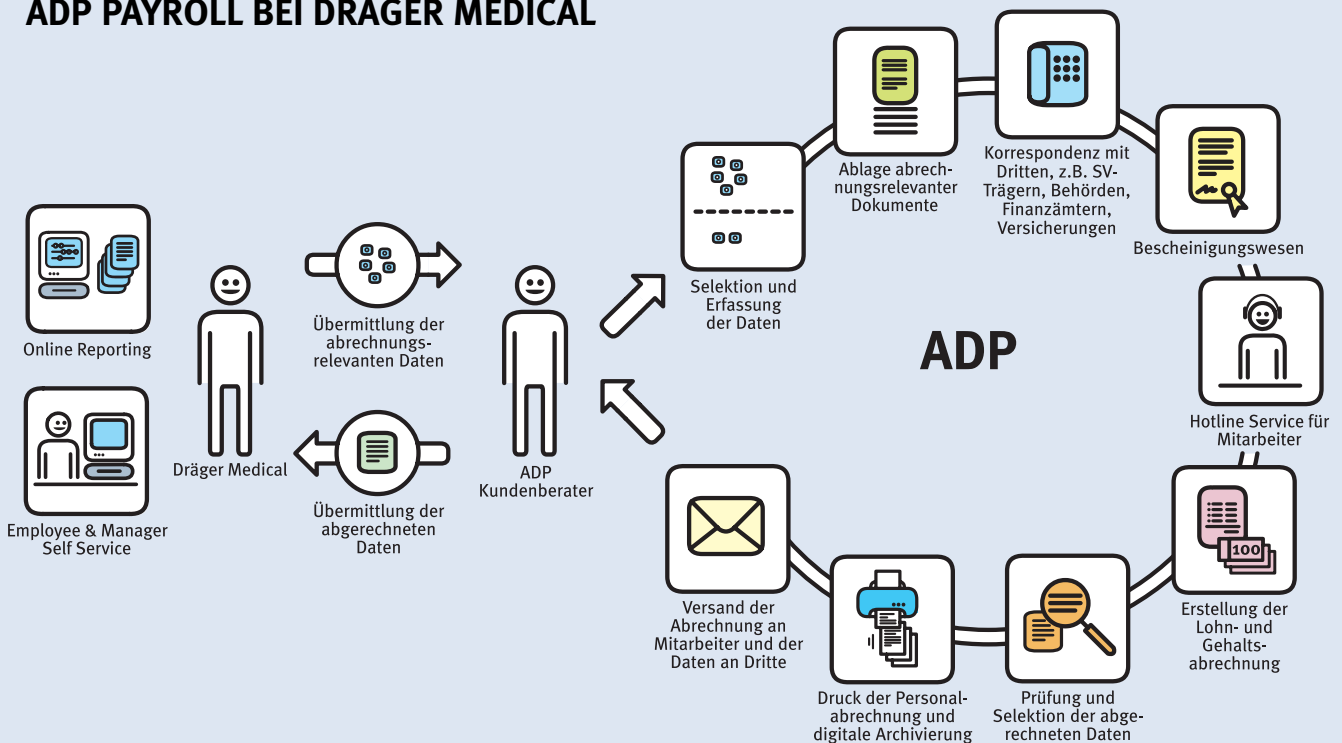 ADP PAYROLL BEI DRÄGER MEDICAL
Online Reporting
Employee & Manager
Self Service
Dräger Medical
Übermittlung der
abrechnungs-
relevanten Daten
Übermittlung der
abgerechneten
Daten
ADP
Kundenberater
Selektion und
Erfassung
der Daten
Ablage abrech-
nungsrelevanter
Dokumente
Korrespondenz mit
Dritten, z.B. SV-
Trägern, Behörden,
Finanzämtern,
Versicherungen
Bescheinigungswesen
ADP
Hotline Service für
Mitarbeiter
100
Erstellung der
Lohn- und
Gehalts-
abrechnung
Prüfung und
Selektion der abge-
rechneten Daten
Druck der Personal-
abrechnung und
digitale Archivierung
Versand der
Abrechnung an
Mitarbeiter und der
Daten an Dritte